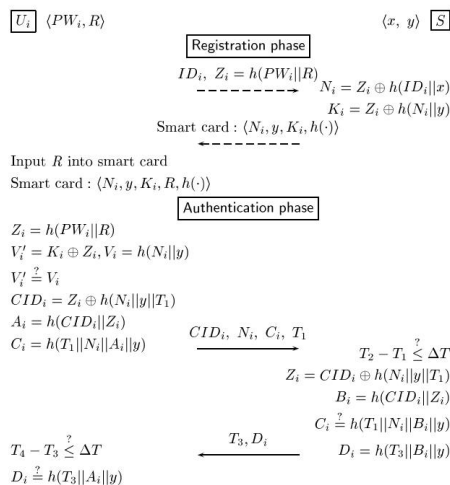 U_i ⟨PW_i, R⟩ ⟨x, y⟩ S
Registration phase
ID_i, Z_i = h(PW_i||R)
N_i = Z_i ⊕ h(ID_i||x)
K_i = Z_i ⊕ h(N_i||y)
Smart card : ⟨N_i, y, K_i, h(·)⟩
Input R into smart card
Smart card : ⟨N_i, y, K_i, R, h(·)⟩
Authentication phase
Z_i = h(PW_i||R)
V_i' = K_i ⊕ Z_i, V_i = h(N_i||y)
V_i' ≟ V_i
CID_i = Z_i ⊕ h(N_i||y||T_1)
A_i = h(CID_i||Z_i)
C_i = h(T_1||N_i||A_i||y)
CID_i, N_i, C_i, T_1
T_2 − T_1 ≤? ΔT
Z_i = CID_i ⊕ h(N_i||y||T_1)
B_i = h(CID_i||Z_i)
C_i ≟ h(T_1||N_i||B_i||y)
D_i = h(T_3||B_i||y)
T_3, D_i
T_4 − T_3 ≤? ΔT
D_i ≟ h(T_3||A_i||y)